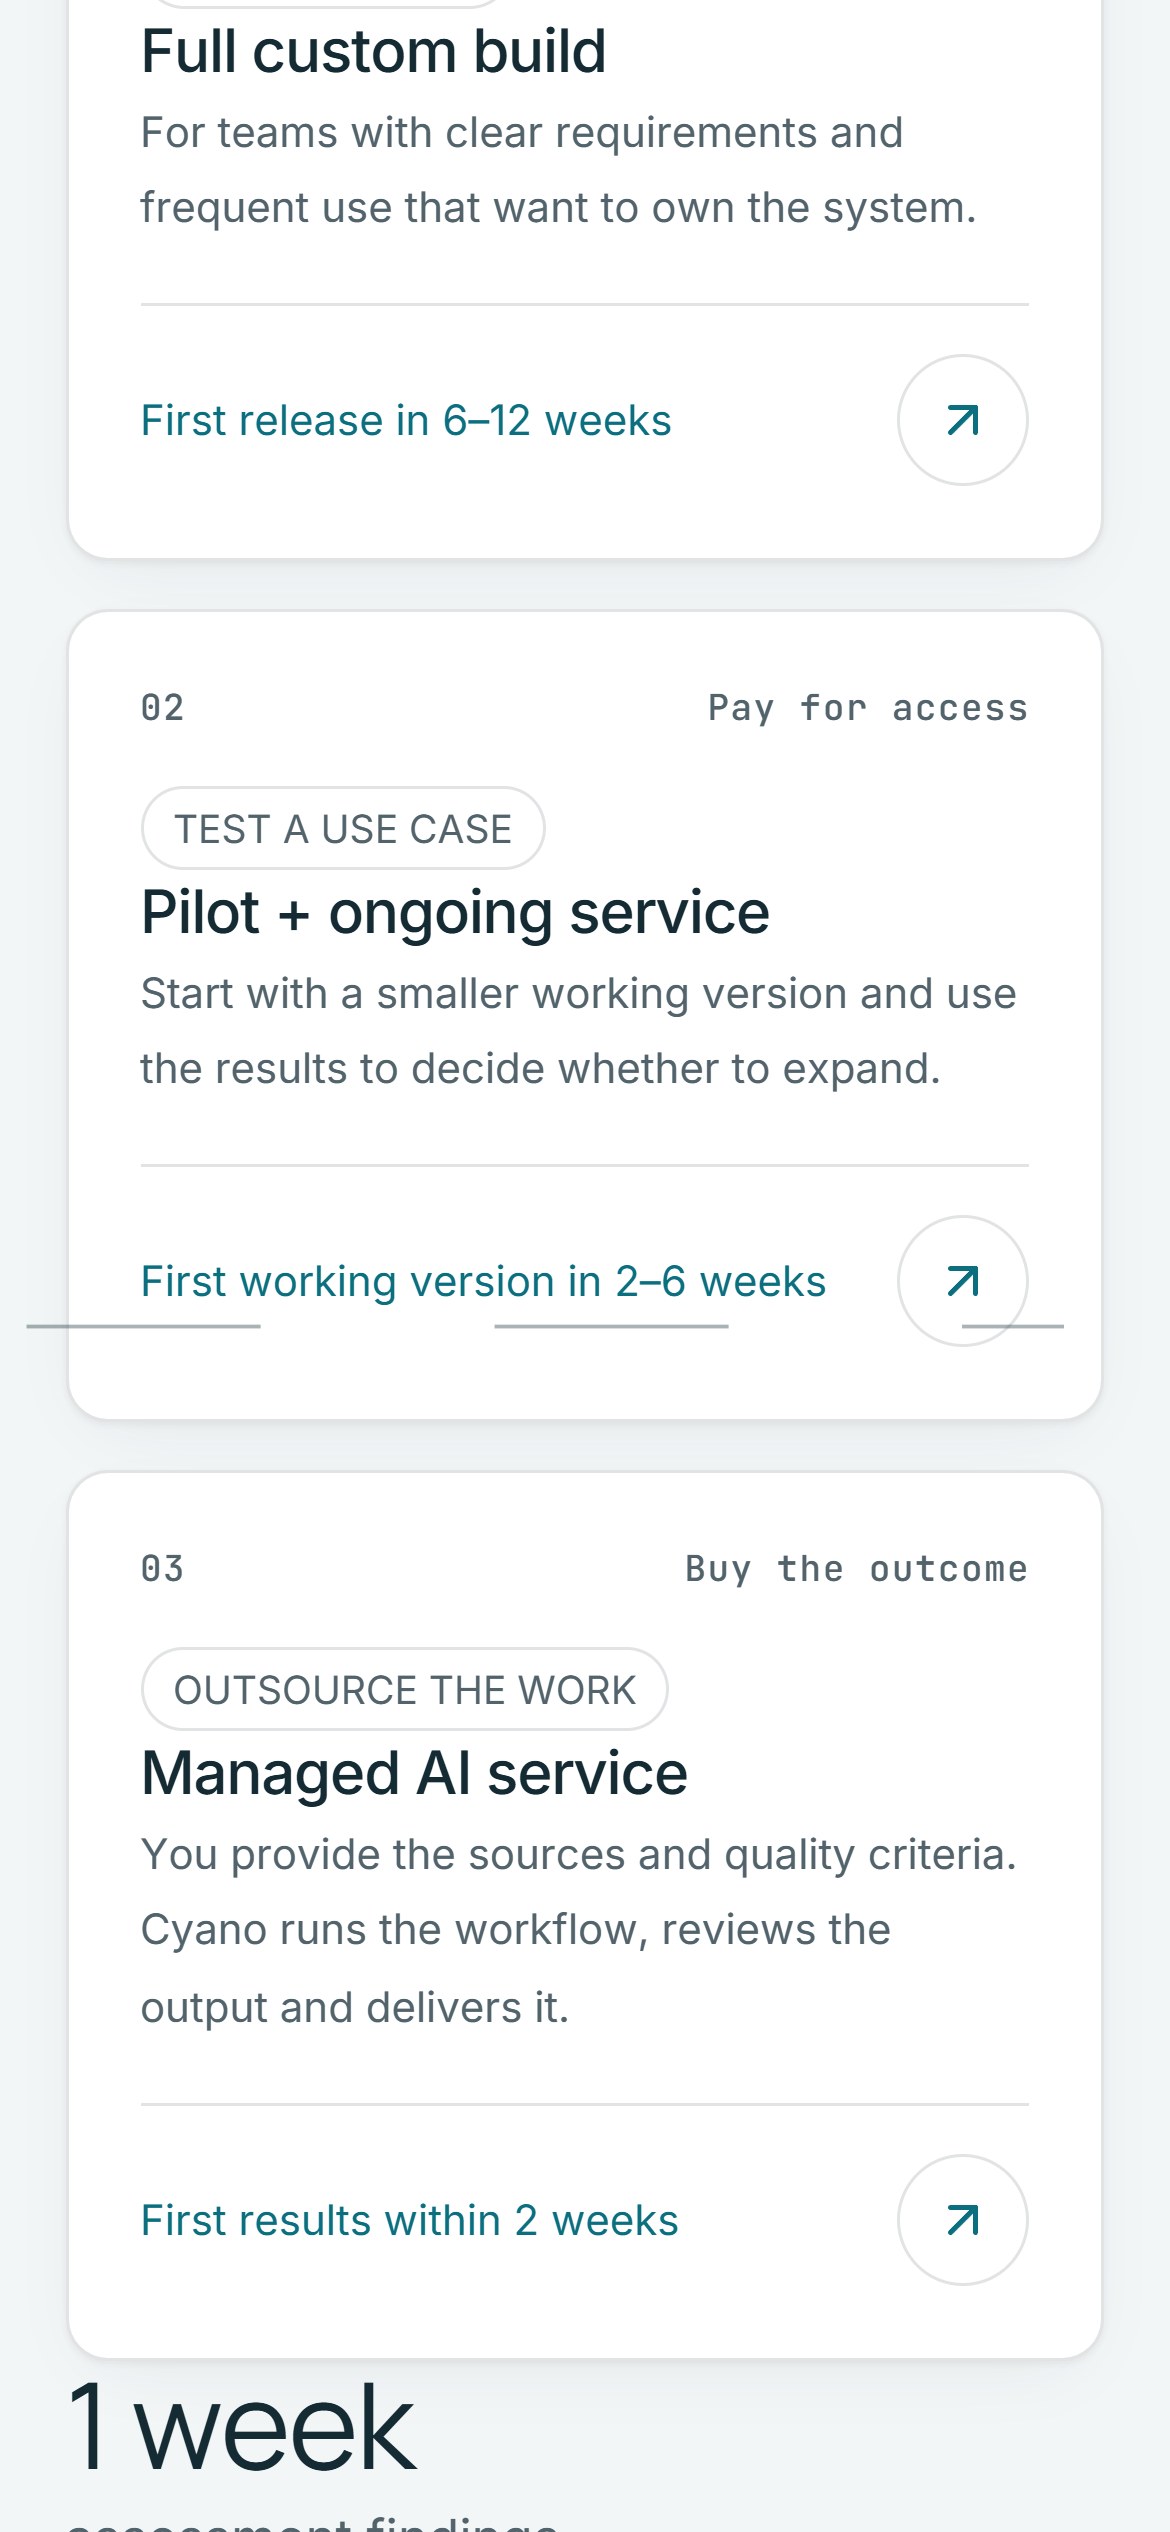 Full custom build
For teams with clear requirements and
frequent use that want to own the system.
First release in 6–12 weeks
02
Pay for access
TEST A USE CASE
Pilot + ongoing service
Start with a smaller working version and use
the results to decide whether to expand.
First working version in 2–6 weeks
03
Buy the outcome
OUTSOURCE THE WORK
Managed AI service
You provide the sources and quality criteria.
Cyano runs the workflow, reviews the
output and delivers it.
First results within 2 weeks
1 week
assessment findings